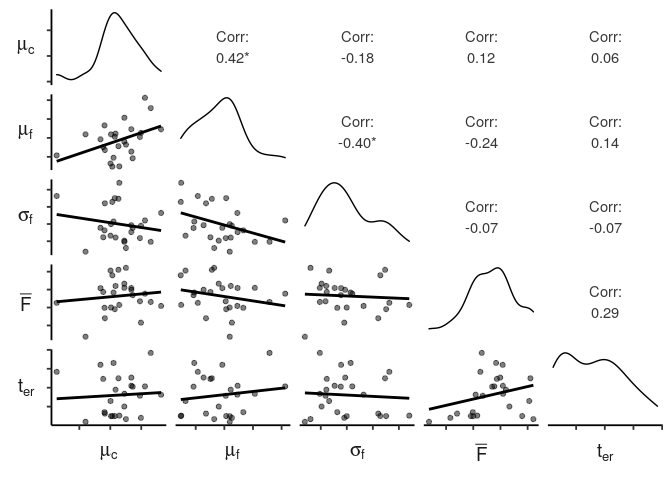 μc
Corr:
0.42*
Corr:
-0.18
Corr:
0.12
Corr:
0.06
μf
Corr:
-0.40*
Corr:
-0.24
Corr:
0.14
σf
Corr:
-0.07
Corr:
-0.07
F̅
Corr:
0.29
ter
μc μf σf F̅ ter